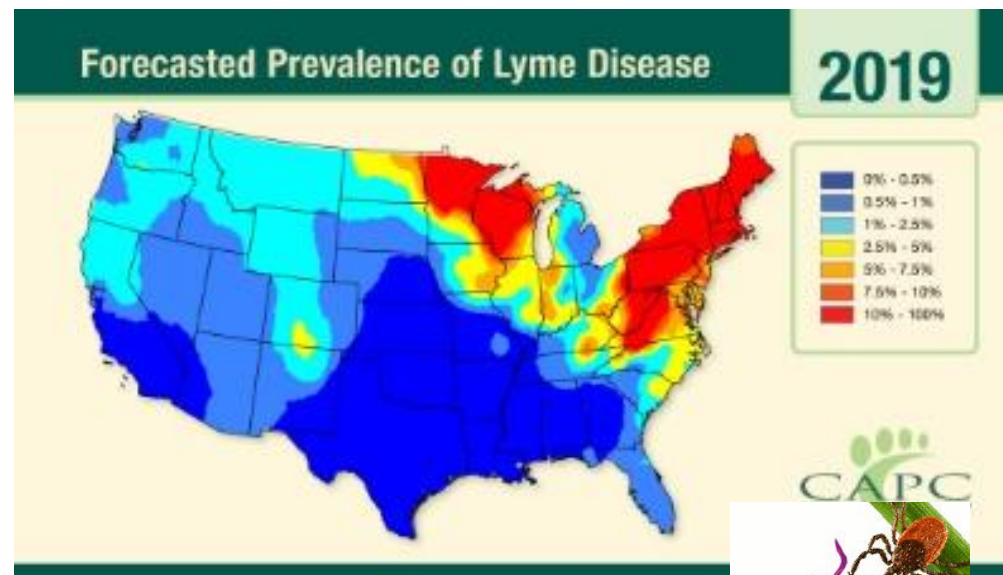 Forecasted Prevalence of Lyme Disease
2019
0% - 0.5%
0.5% - 1%
1% - 2.5%
2.5% - 5%
5% - 7.5%
7.5% - 10%
10% - 100%
CAPC